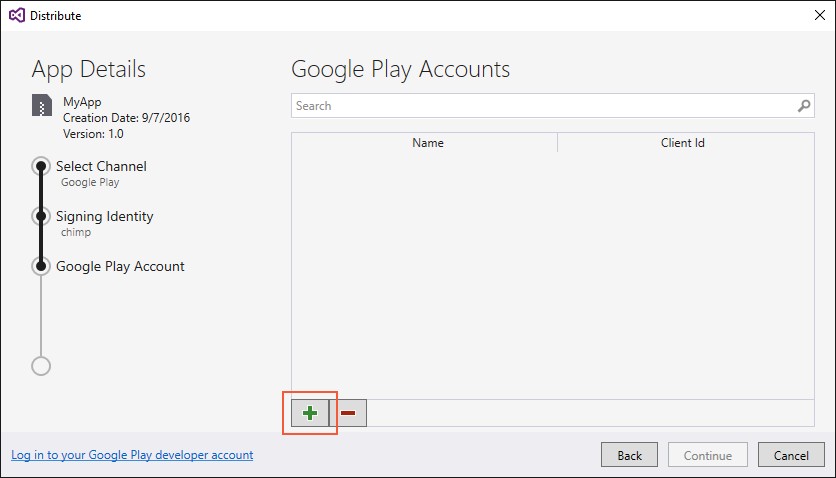 Distribute
App Details
MyApp
Creation Date: 9/7/2016
Version: 1.0
Select Channel
Google Play
Signing Identity
chimp
Google Play Account
Google Play Accounts
Search
Name Client Id
Log in to your Google Play developer account
Back Continue Cancel